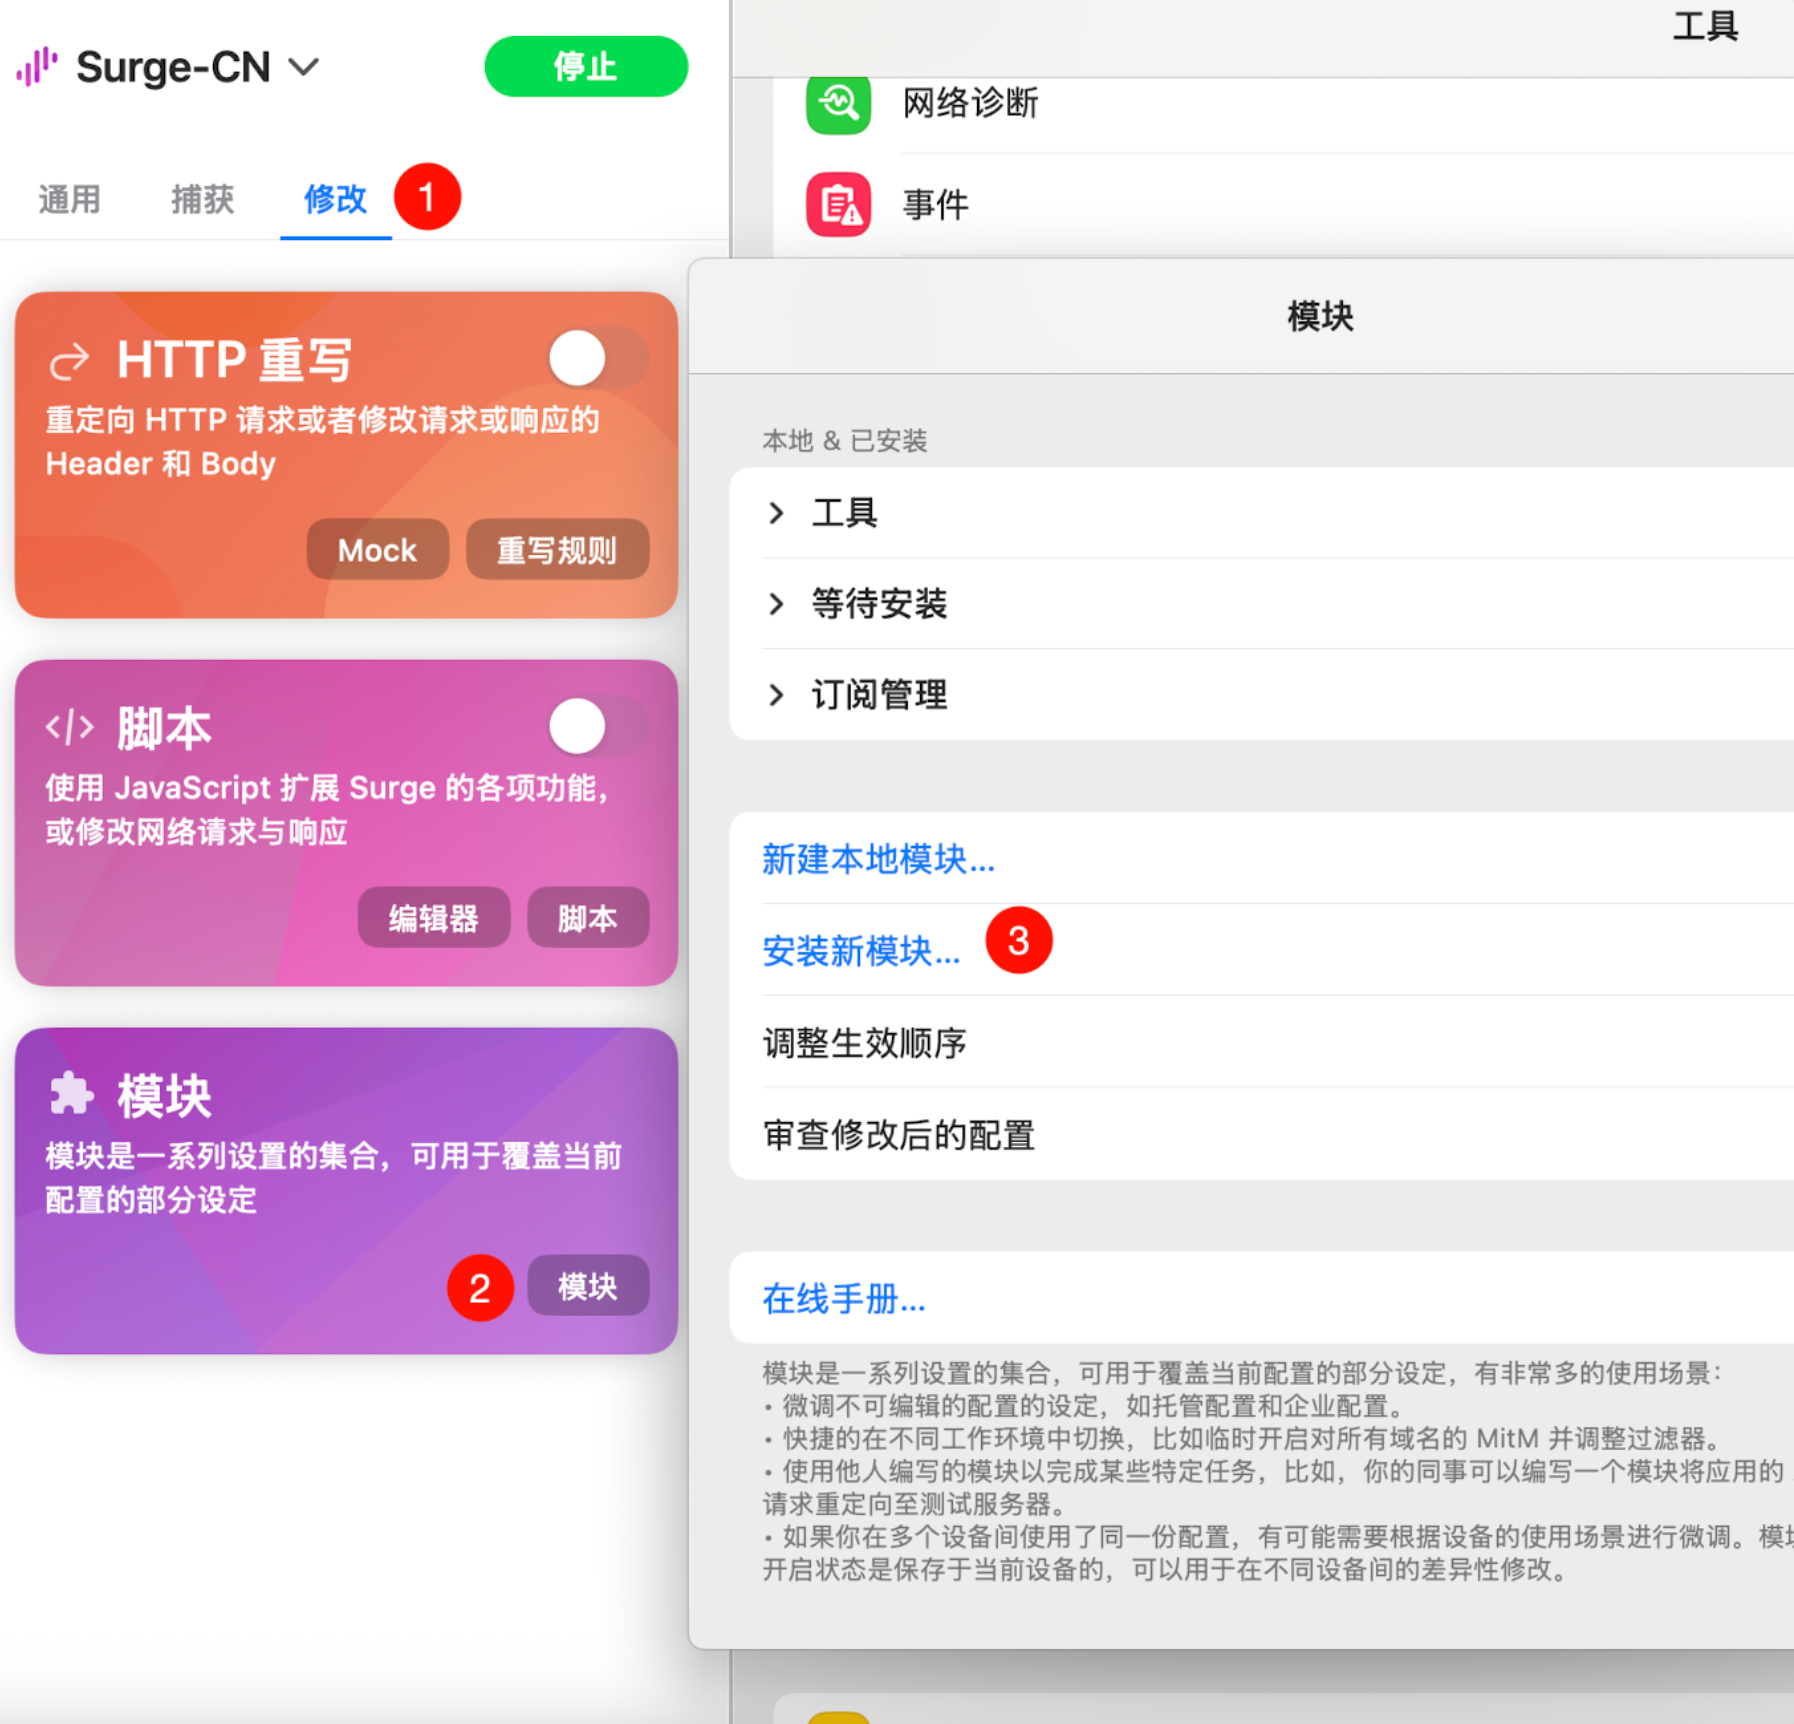 Surge-CN
停止
通用
捕获
修改
1
HTTP 重写
重定向 HTTP 请求或者修改请求或响应的
Header 和 Body
Mock
重写规则
脚本
使用 JavaScript 扩展 Surge 的各项功能,
或修改网络请求与响应
编辑器
脚本
模块
模块是一系列设置的集合，可用于覆盖当前
配置的部分设定
2
模块
工具
网络诊断
事件
模块
本地 & 已安装
工具
等待安装
订阅管理
新建本地模块...
安装新模块...
3
调整生效顺序
审查修改后的配置
在线手册...
模块是一系列设置的集合，可用于覆盖当前配置的部分设定，有非常多的使用场景：
• 微调不可编辑的配置的设定，如托管配置和企业配置。
• 快捷的在不同工作环境中切换，比如临时开启对所有域名的 MitM 并调整过滤器。
• 使用他人编写的模块以完成某些特定任务，比如，你的同事可以编写一个模块将应用的
请求重定向至测试服务器。
• 如果你在多个设备间使用了同一份配置，有可能需要根据设备的使用场景进行微调。模块
开启状态是保存于当前设备的，可以用于在不同设备间的差异性修改。